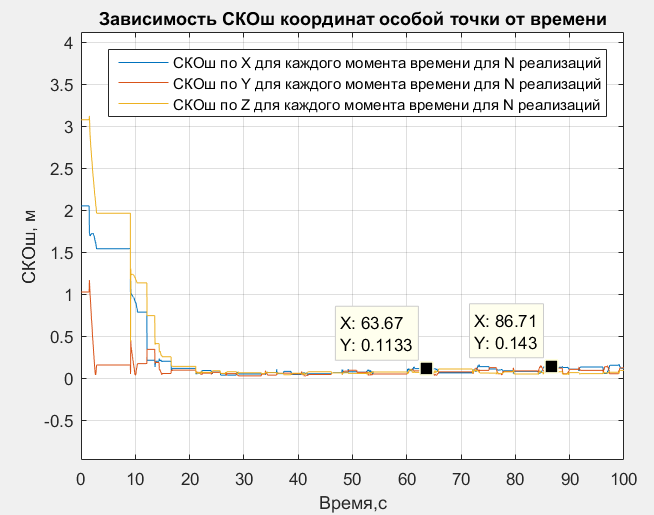 Зависимость СКОш координат особой точки от времени
СКОш по X для каждого момента времени для N реализаций
СКОш по Y для каждого момента времени для N реализаций
СКОш по Z для каждого момента времени для N реализаций
4
3.5
3
2.5
2
1.5
1
0.5
0
-0.5
СКОш, м
X: 63.67
Y: 0.1133
X: 86.71
Y: 0.143
0 10 20 30 40 50 60 70 80 90 100
Время,с